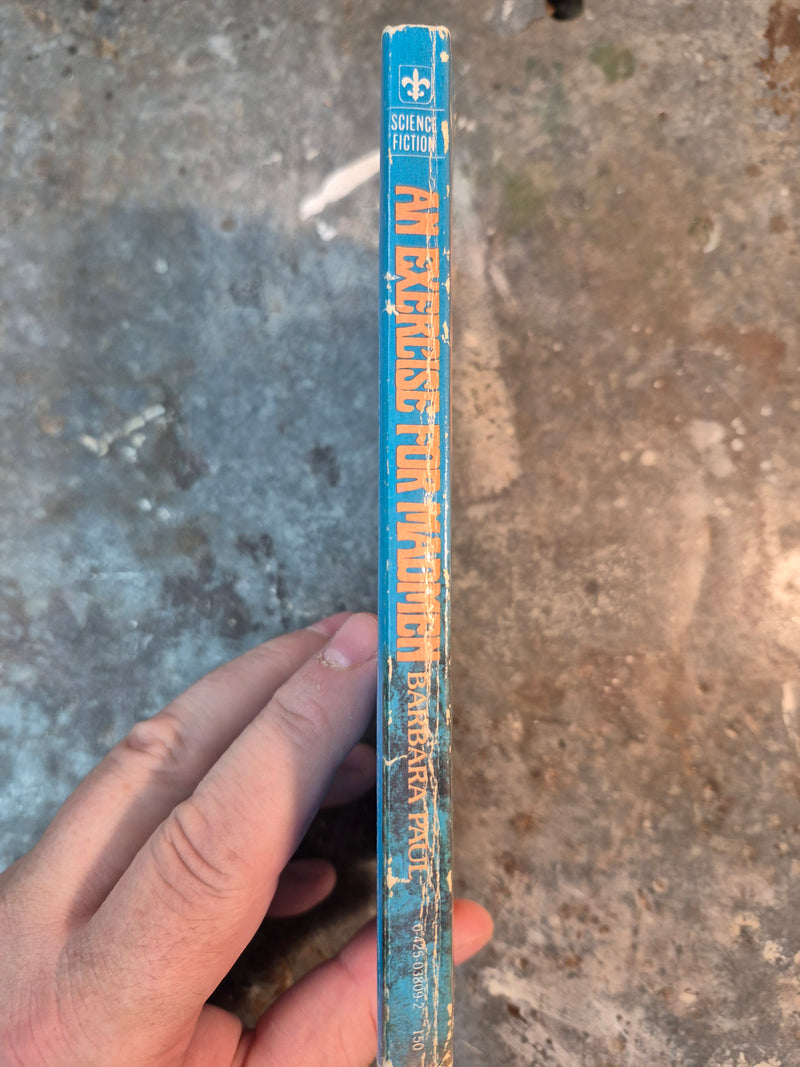 SCIENCE
FICTION
AN EXERCISE FOR MADMEN
BARBARA PAUL
0-425-03809-2
150